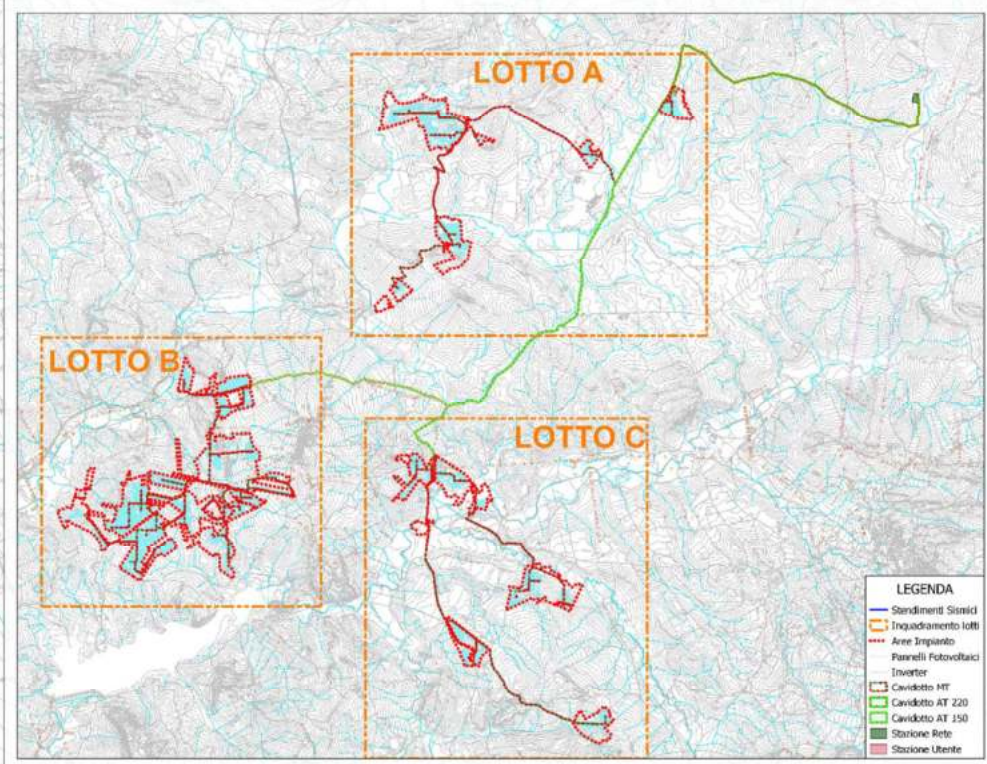 LOTTO A
LOTTO B
LOTTO C
LEGENDA
Stendimenti Sismici
Inquadramento lotti
Aree Impianto
Pannelli Fotovoltaici
Inverter
Cavidotto MT
Cavidotto AT 220
Cavidotto AT 150
Stazione Rete
Stazione Utente